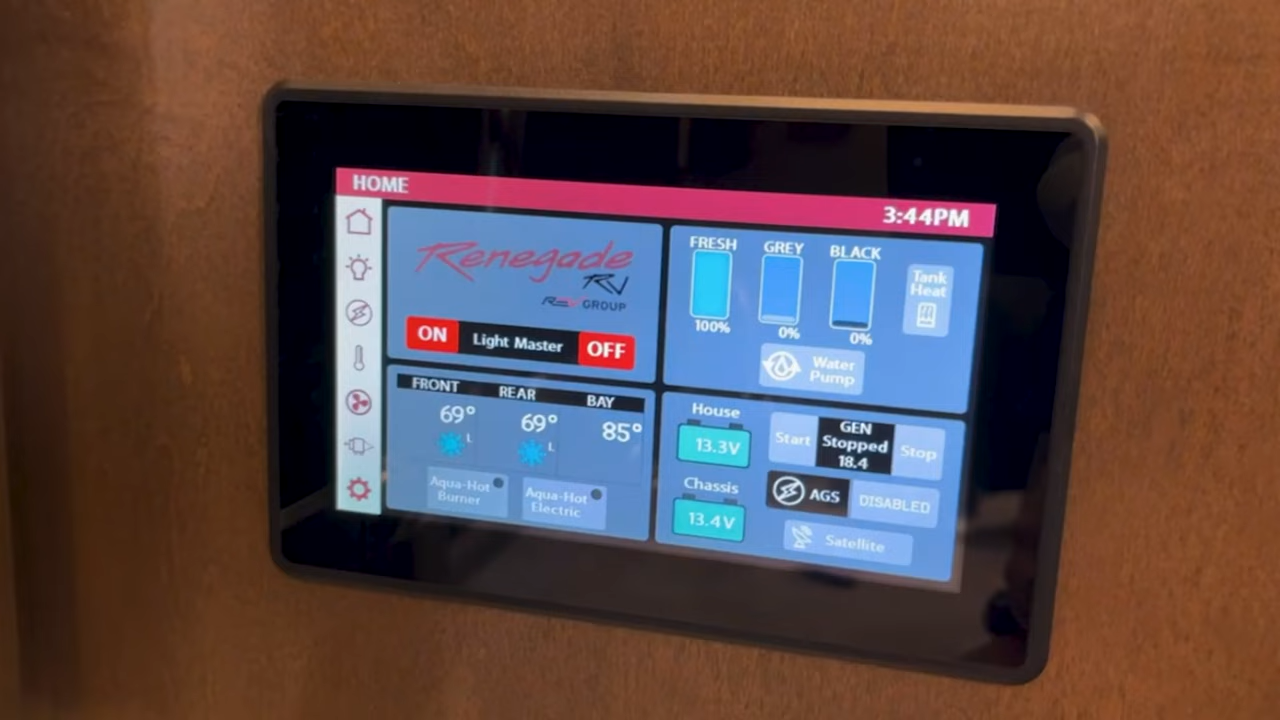 HOME
3:44PM
Renegade
RV
REV GROUP
ON Light Master OFF
FRESH GREY BLACK
100% 0% 0%
Tank
Heat
Water
Pump
FRONT REAR BAY
69° 69° 85°
L L
Aqua-Hot
Burner
Aqua-Hot
Electric
House
13.3V
Chassis
13.4V
Start
GEN
Stopped
18.4
Stop
AGS DISABLED
Satellite